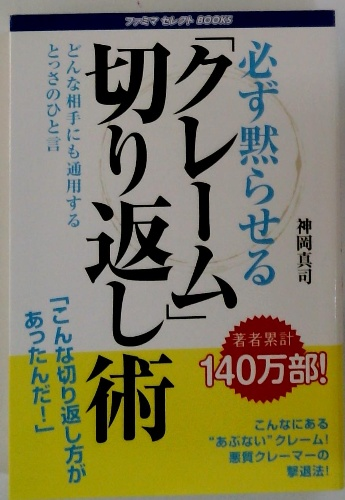 ファミマ セレクト BOOKS
必ず黙らせる
「クレーム」
切り返し術
どんな相手にも通用する
とっさのひと言
神岡真司
著者累計
140万部!
「こんな切り返し方が
あったんだ!」
こんなにある
“あぶない”クレーム!
悪質クレーマーの
撃退法!